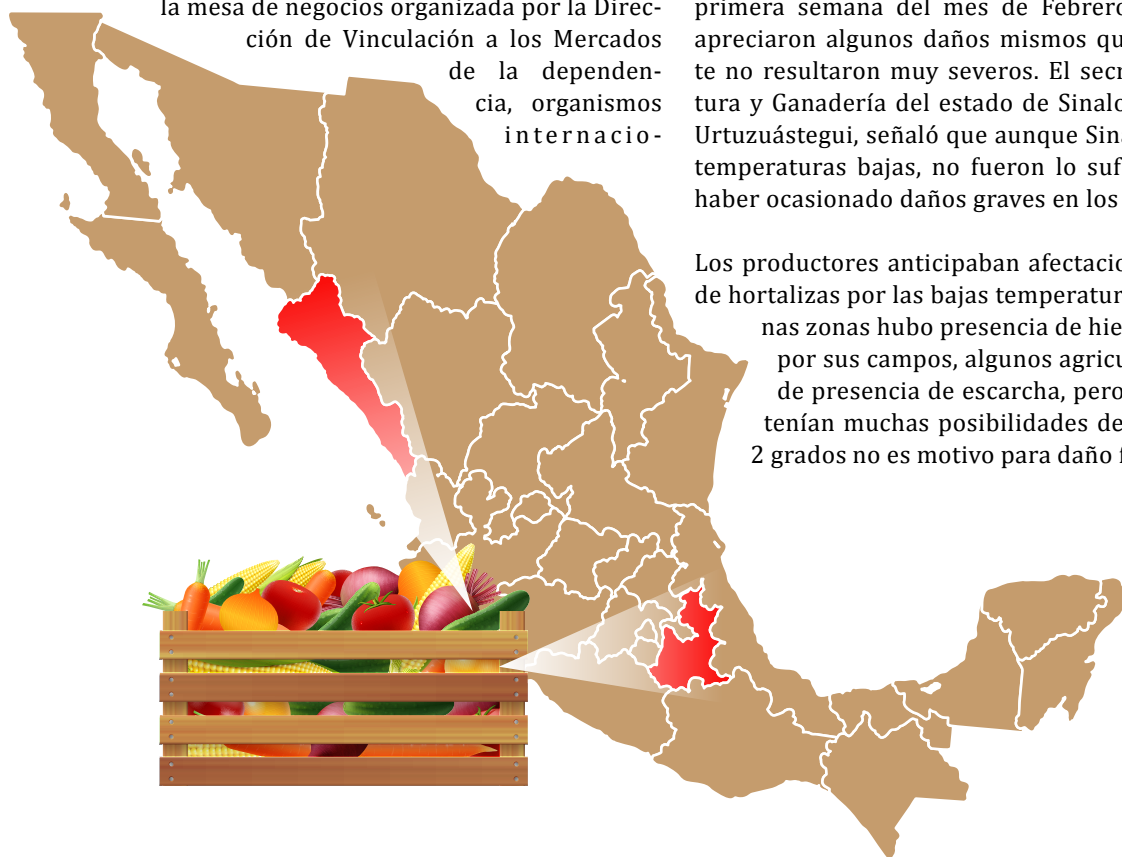 la mesa de negocios organizada por la Direc-
ción de Vinculación a los Mercados
de la dependen-
cia, organismos
internacio-
primera semana del mes de Febrero
apreciaron algunos daños mismos qu
te no resultaron muy severos. El secr
tura y Ganadería del estado de Sinalo
Urtuzuástegui, señaló que aunque Sina
temperaturas bajas, no fueron lo suf
haber ocasionado daños graves en los
Los productores anticipaban afectacio
de hortalizas por las bajas temperatur
nas zonas hubo presencia de hie
por sus campos, algunos agricu
de presencia de escarcha, pero
tenían muchas posibilidades de
2 grados no es motivo para daño f